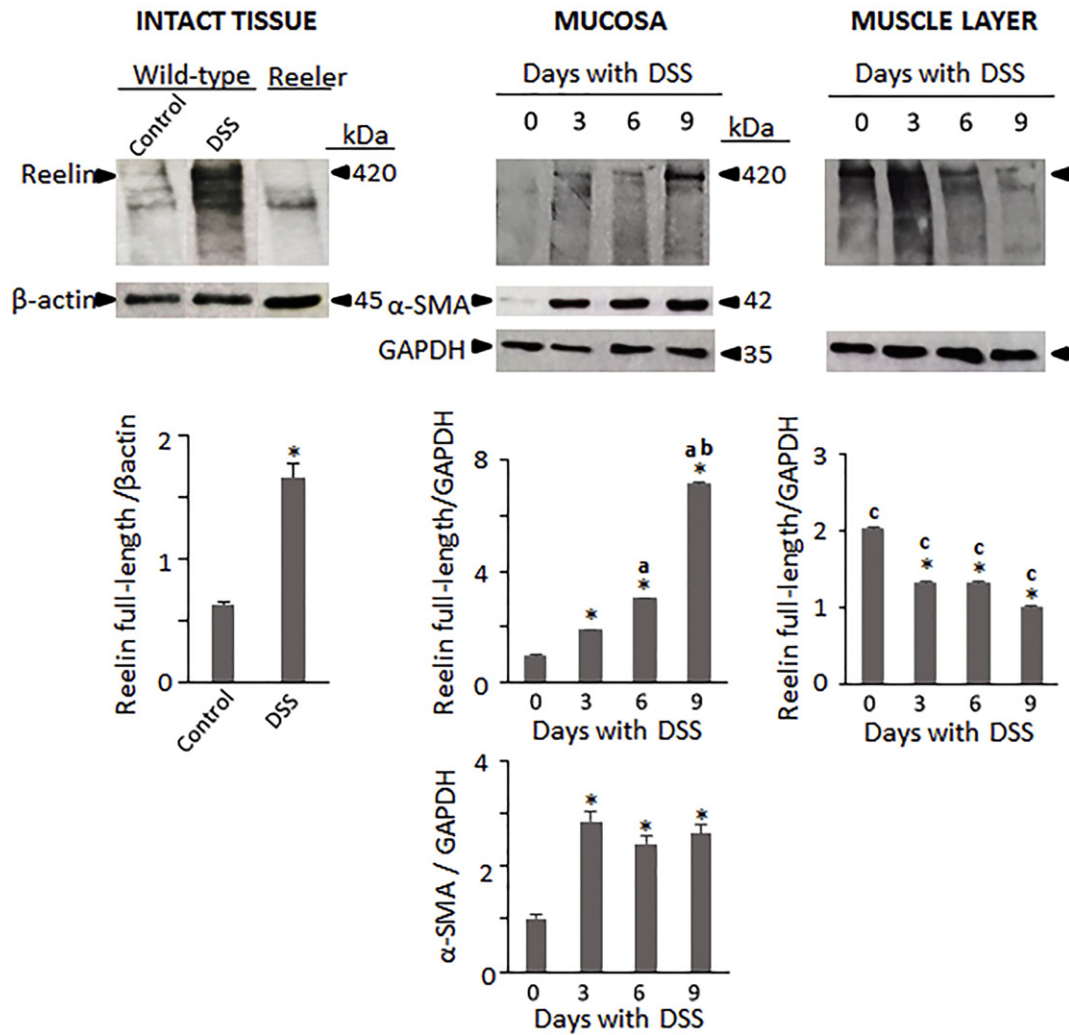 INTACT TISSUE
MUCOSA
MUSCLE LAYER
Wild-type Reeler
Days with DSS
Days with DSS
Control
DSS
kDa
0 3 6 9
kDa
0 3 6 9
Reelin
420
420
β-actin
45
α-SMA
42
GAPDH
35
Reelin full-length /βactin
2
1
0
*
Control
DSS
Reelin full-length/GAPDH
8
4
0
*
a
*
a b
*
0 3 6 9
Days with DSS
Reelin full-length/GAPDH
3
2
1
0
c
c
*
c
*
c
*
0 3 6 9
Days with DSS
α-SMA / GAPDH
4
2
0
*
*
*
0 3 6 9
Days with DSS